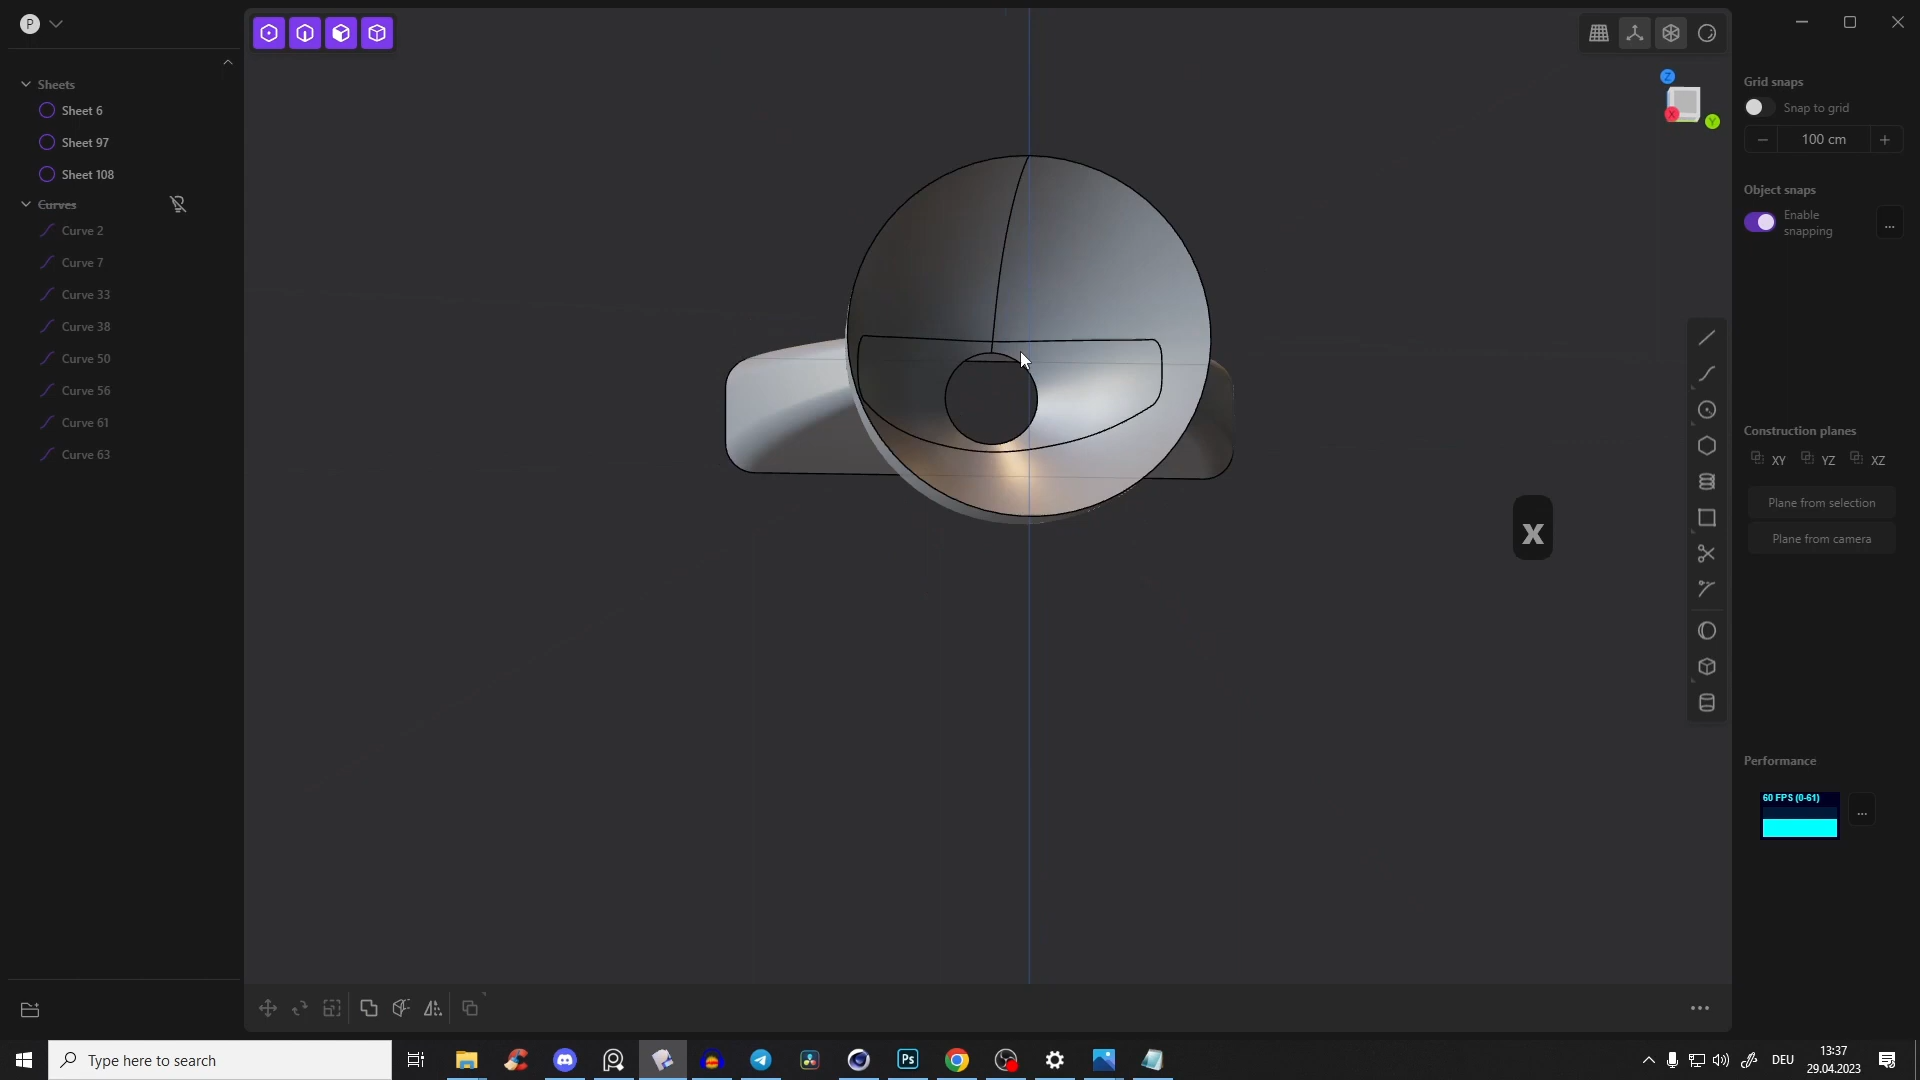 P
Sheets
Sheet 6
Sheet 97
Sheet 108
Curves
Curve 2
Curve 7
Curve 33
Curve 38
Curve 50
Curve 56
Curve 61
Curve 63
Z
X
Y
x
Grid snaps
Snap to grid
100 cm
Object snaps
Enable
snapping
...
Construction planes
XY
YZ
XZ
Plane from selection
Plane from camera
Performance
60 FPS (0-61)
...
Type here to search
Ps
DEU
13:37
29.04.2023